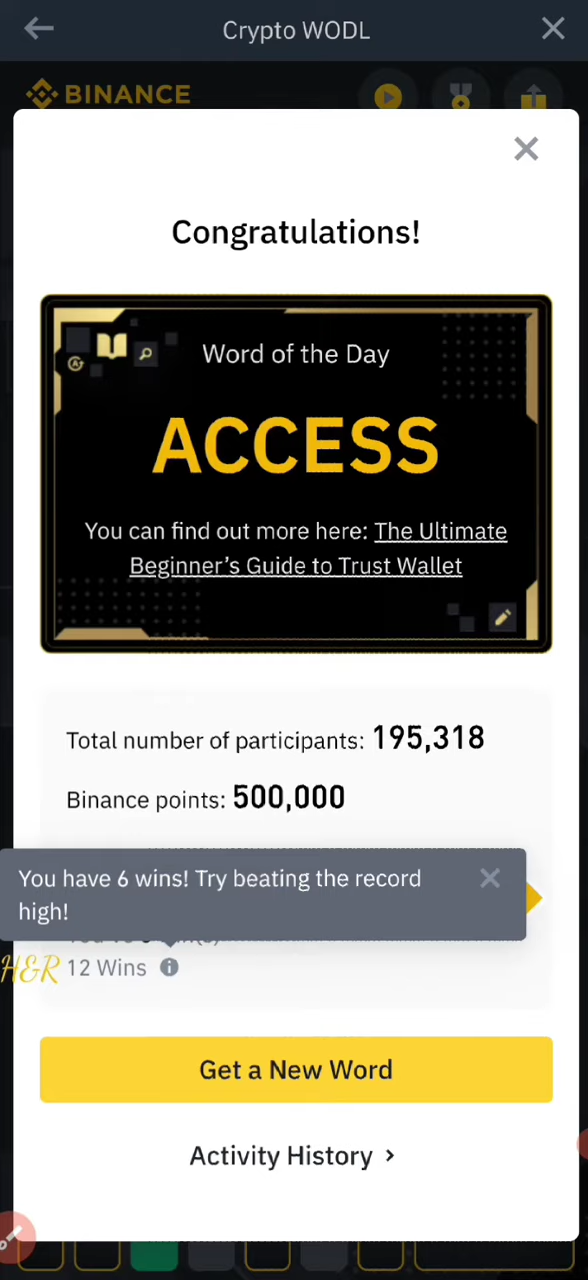 Crypto WODL
BINANCE
Congratulations!
Word of the Day
ACCESS
You can find out more here: The Ultimate
Beginner’s Guide to Trust Wallet
Total number of participants: 195,318
Binance points: 500,000
You have 6 wins! Try beating the record
high!
H&R
12 Wins
Get a New Word
Activity History